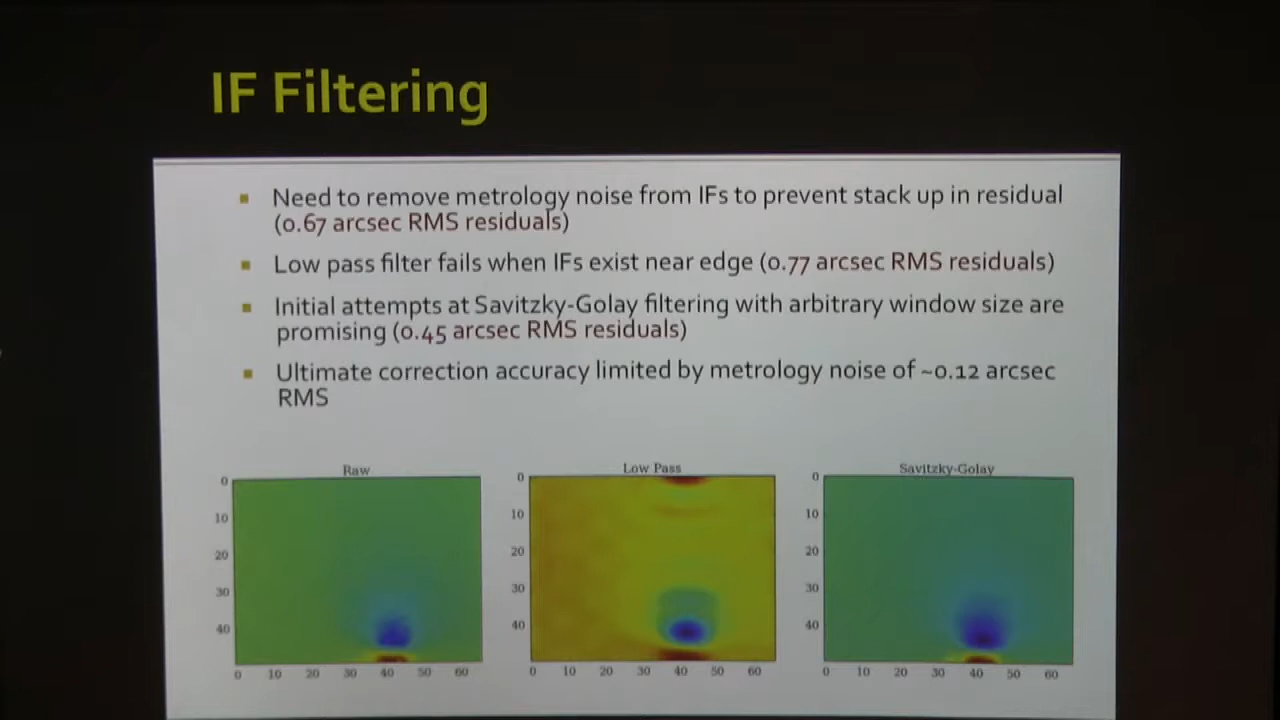 IF Filtering
Need to remove metrology noise from IFs to prevent stack up in residual
(0.67 arcsec RMS residuals)
Low pass filter fails when IFs exist near edge (0.77 arcsec RMS residuals)
Initial attempts at Savitzky-Golay filtering with arbitrary window size are
promising (0.45 arcsec RMS residuals)
Ultimate correction accuracy limited by metrology noise of ~0.12 arcsec
RMS
Raw
0
10
20
30
40
0 10 20 30 40 50 60
Low Pass
0
10
20
30
40
0 10 20 30 40 50 60
Savitzky-Golay
0
10
20
30
40
0 10 20 30 40 50 60